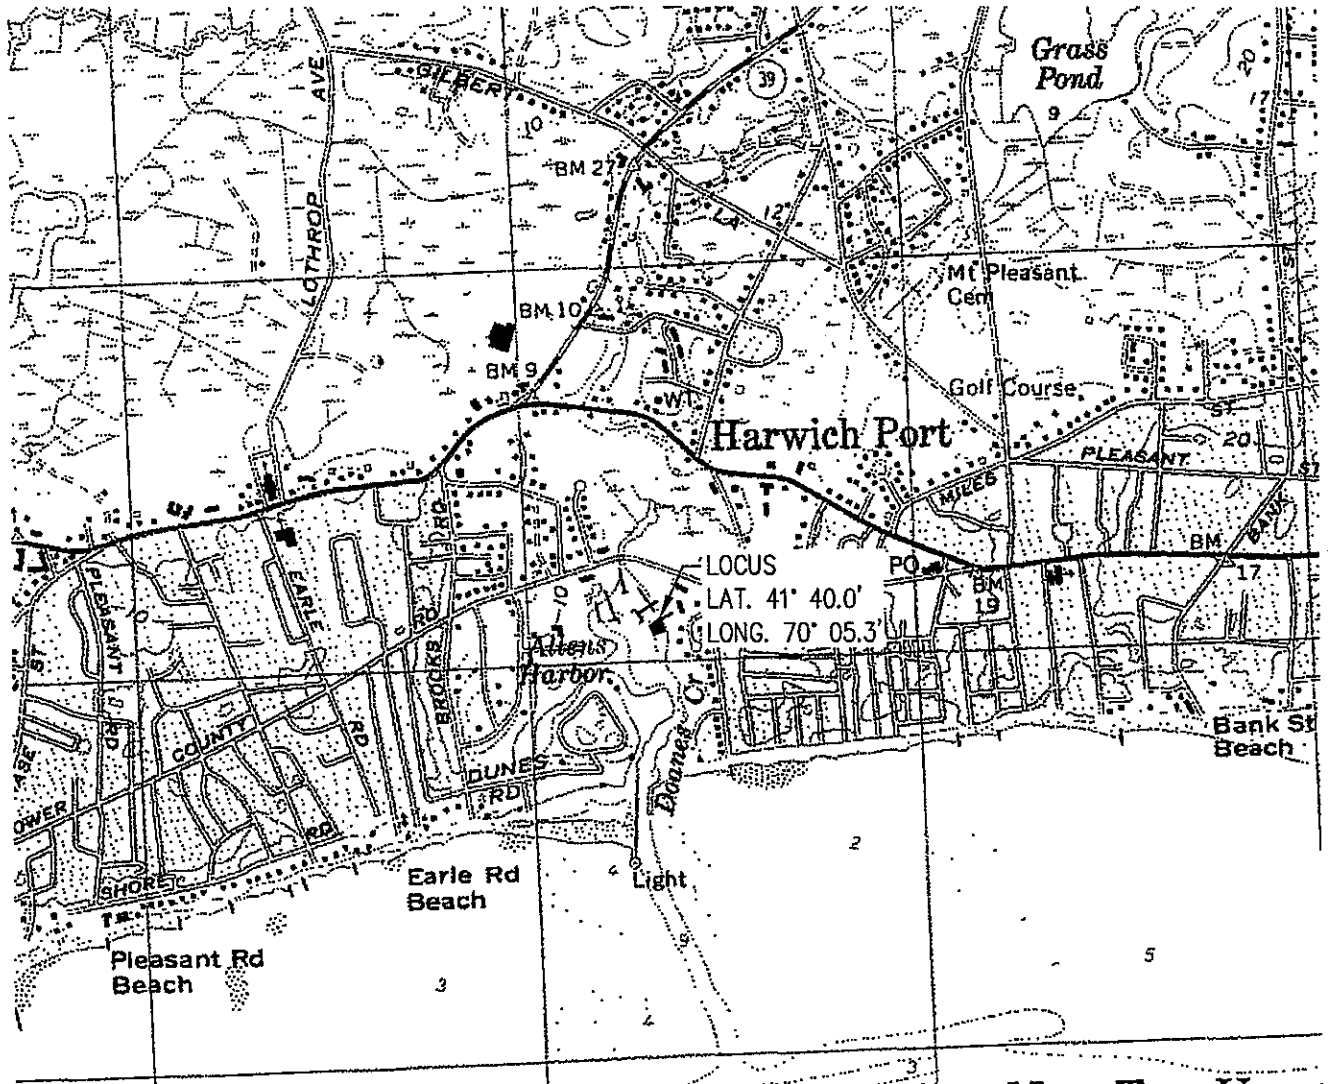 Grass
Pond
9
20
17
39
AVE
GILBERT
10
BM 27
LA
12
LOTHROP
Mt Pleasant
Cem
BM 10
BM 9
WT
Golf Course
Harwich Port
ST
20
PLEASANT
ST
MILES
BANK
RD
LOCUS
LAT. 41° 40.0'
LONG. 70° 05.3'
PO
BM
19
BM
17
PLEASANT
RD
EARLE
RD
BROOKS
RD
10
Allens
Harbor
ST
COUNTY
DUNES
RD
Doanes Cr
Bank St
Beach
OWER
RD
SHORE
Earle Rd
Beach
Light
4
2
Pleasant Rd
Beach
3
4
5
3